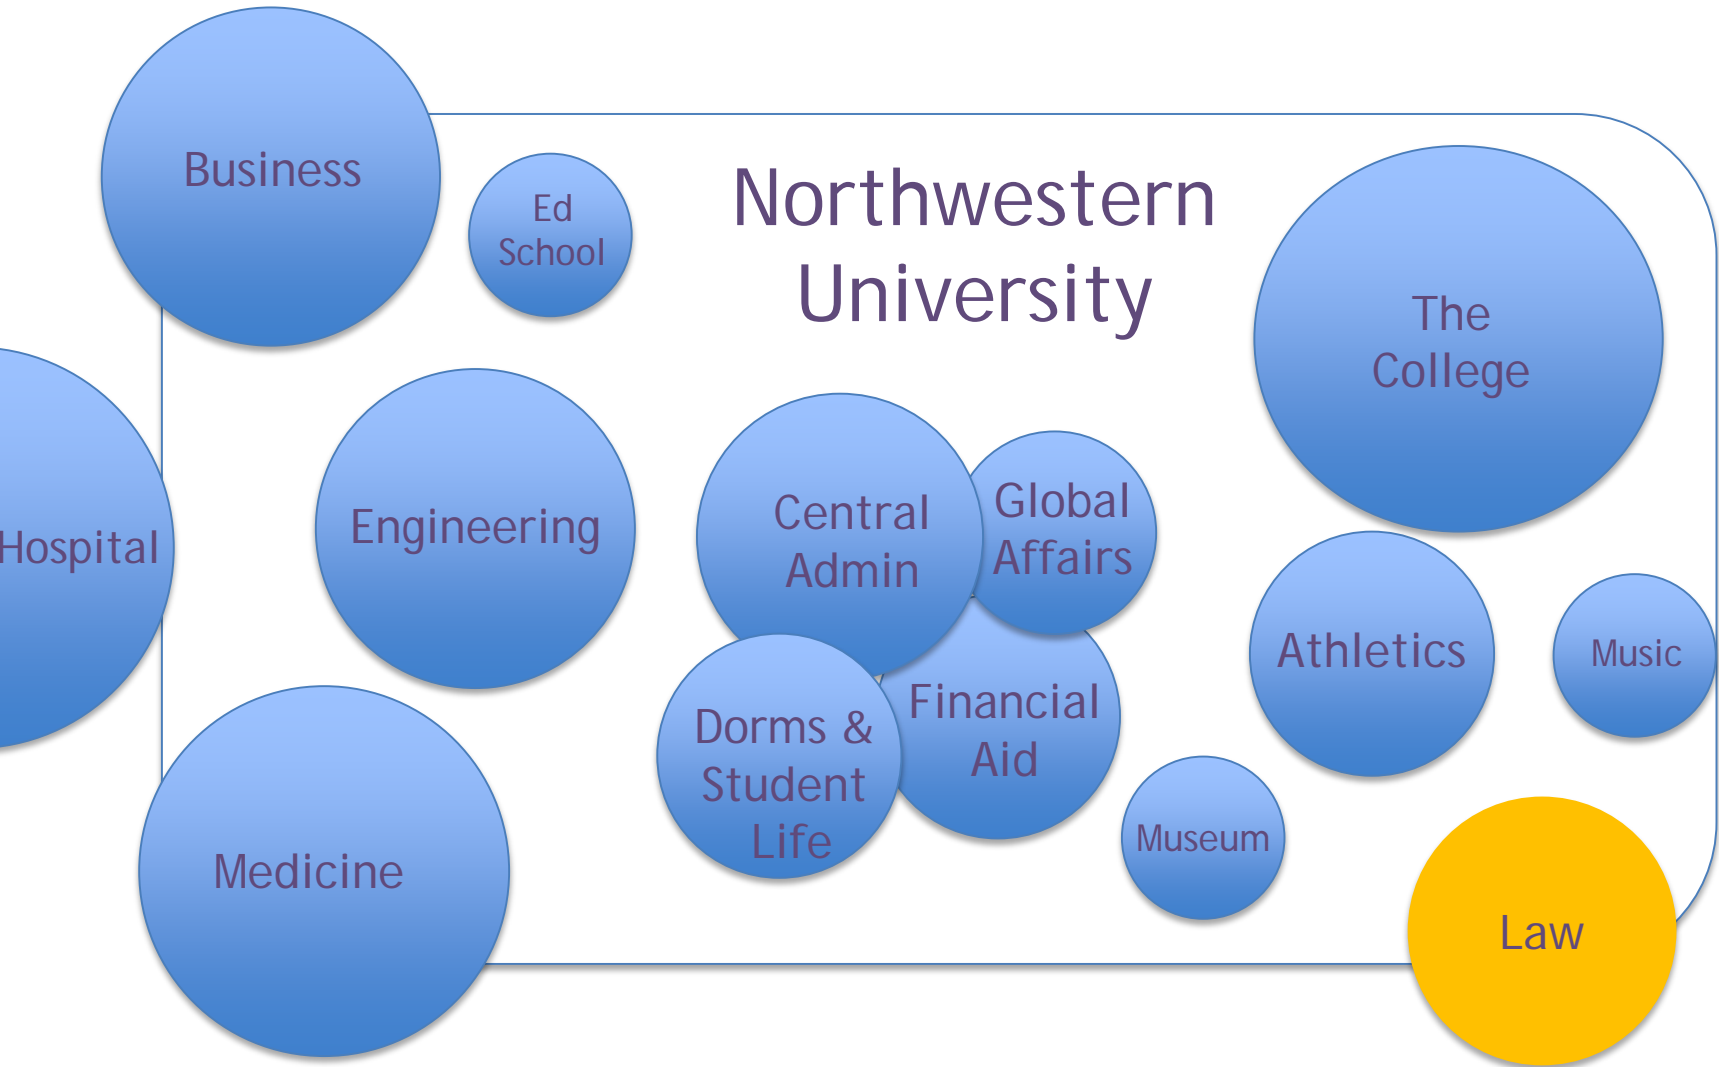 Business
Ed
School
Northwestern
University
The
College
Hospital
Engineering
Central
Admin
Global
Affairs
Athletics
Music
Financial
Aid
Dorms &
Student
Life
Museum
Medicine
Law